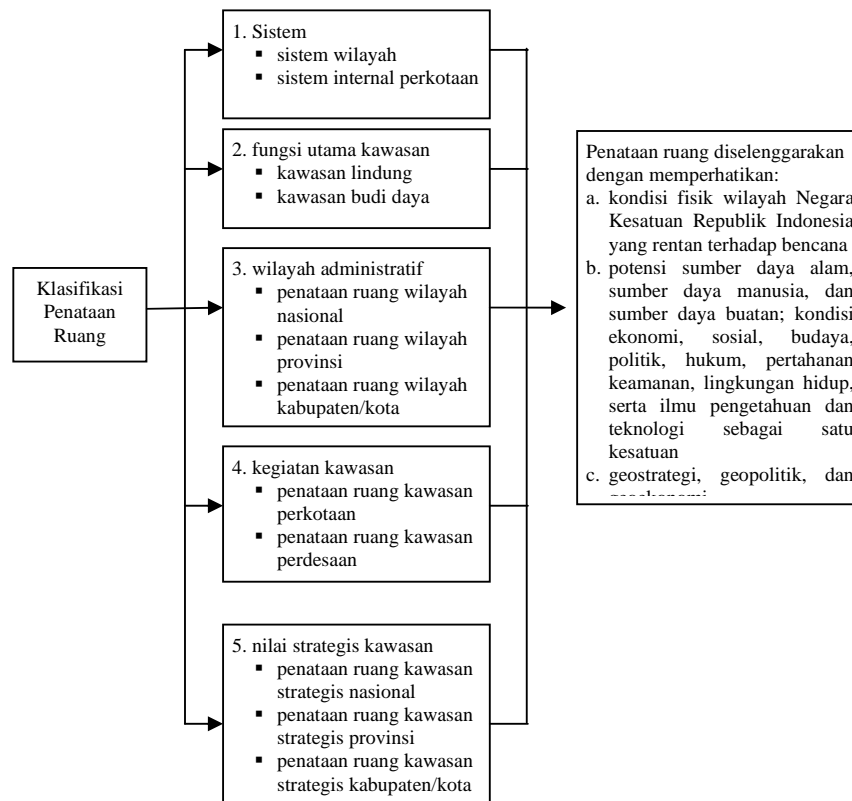 Klasifikasi
Penataan
Ruang
1. Sistem
▪ sistem wilayah
▪ sistem internal perkotaan
2. fungsi utama kawasan
▪ kawasan lindung
▪ kawasan budi daya
3. wilayah administratif
▪ penataan ruang wilayah
nasional
▪ penataan ruang wilayah
provinsi
▪ penataan ruang wilayah
kabupaten/kota
4. kegiatan kawasan
▪ penataan ruang kawasan
perkotaan
▪ penataan ruang kawasan
perdesaan
5. nilai strategis kawasan
▪ penataan ruang kawasan
strategis nasional
▪ penataan ruang kawasan
strategis provinsi
▪ penataan ruang kawasan
strategis kabupaten/kota
Penataan ruang diselenggarakan
dengan memperhatikan:
a. kondisi fisik wilayah Negara
Kesatuan Republik Indonesia
yang rentan terhadap bencana
b. potensi sumber daya alam,
sumber daya manusia, dan
sumber daya buatan; kondisi
ekonomi, sosial, budaya,
politik, hukum, pertahanan
keamanan, lingkungan hidup,
serta ilmu pengetahuan dan
teknologi sebagai satu
kesatuan
c. geostrategi, geopolitik, dan